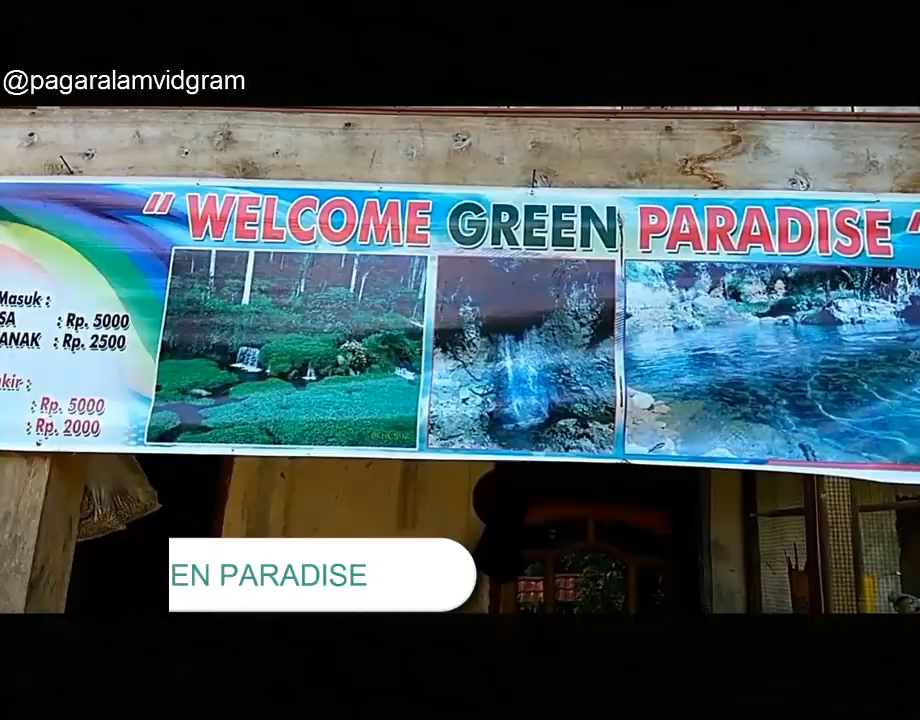 @pagaralamvidgram
" WELCOME GREEN PARADISE "
Masuk :
SA : Rp. 5000
ANAK : Rp. 2500
kir :
: Rp. 5000
: Rp. 2000
EN PARADISE